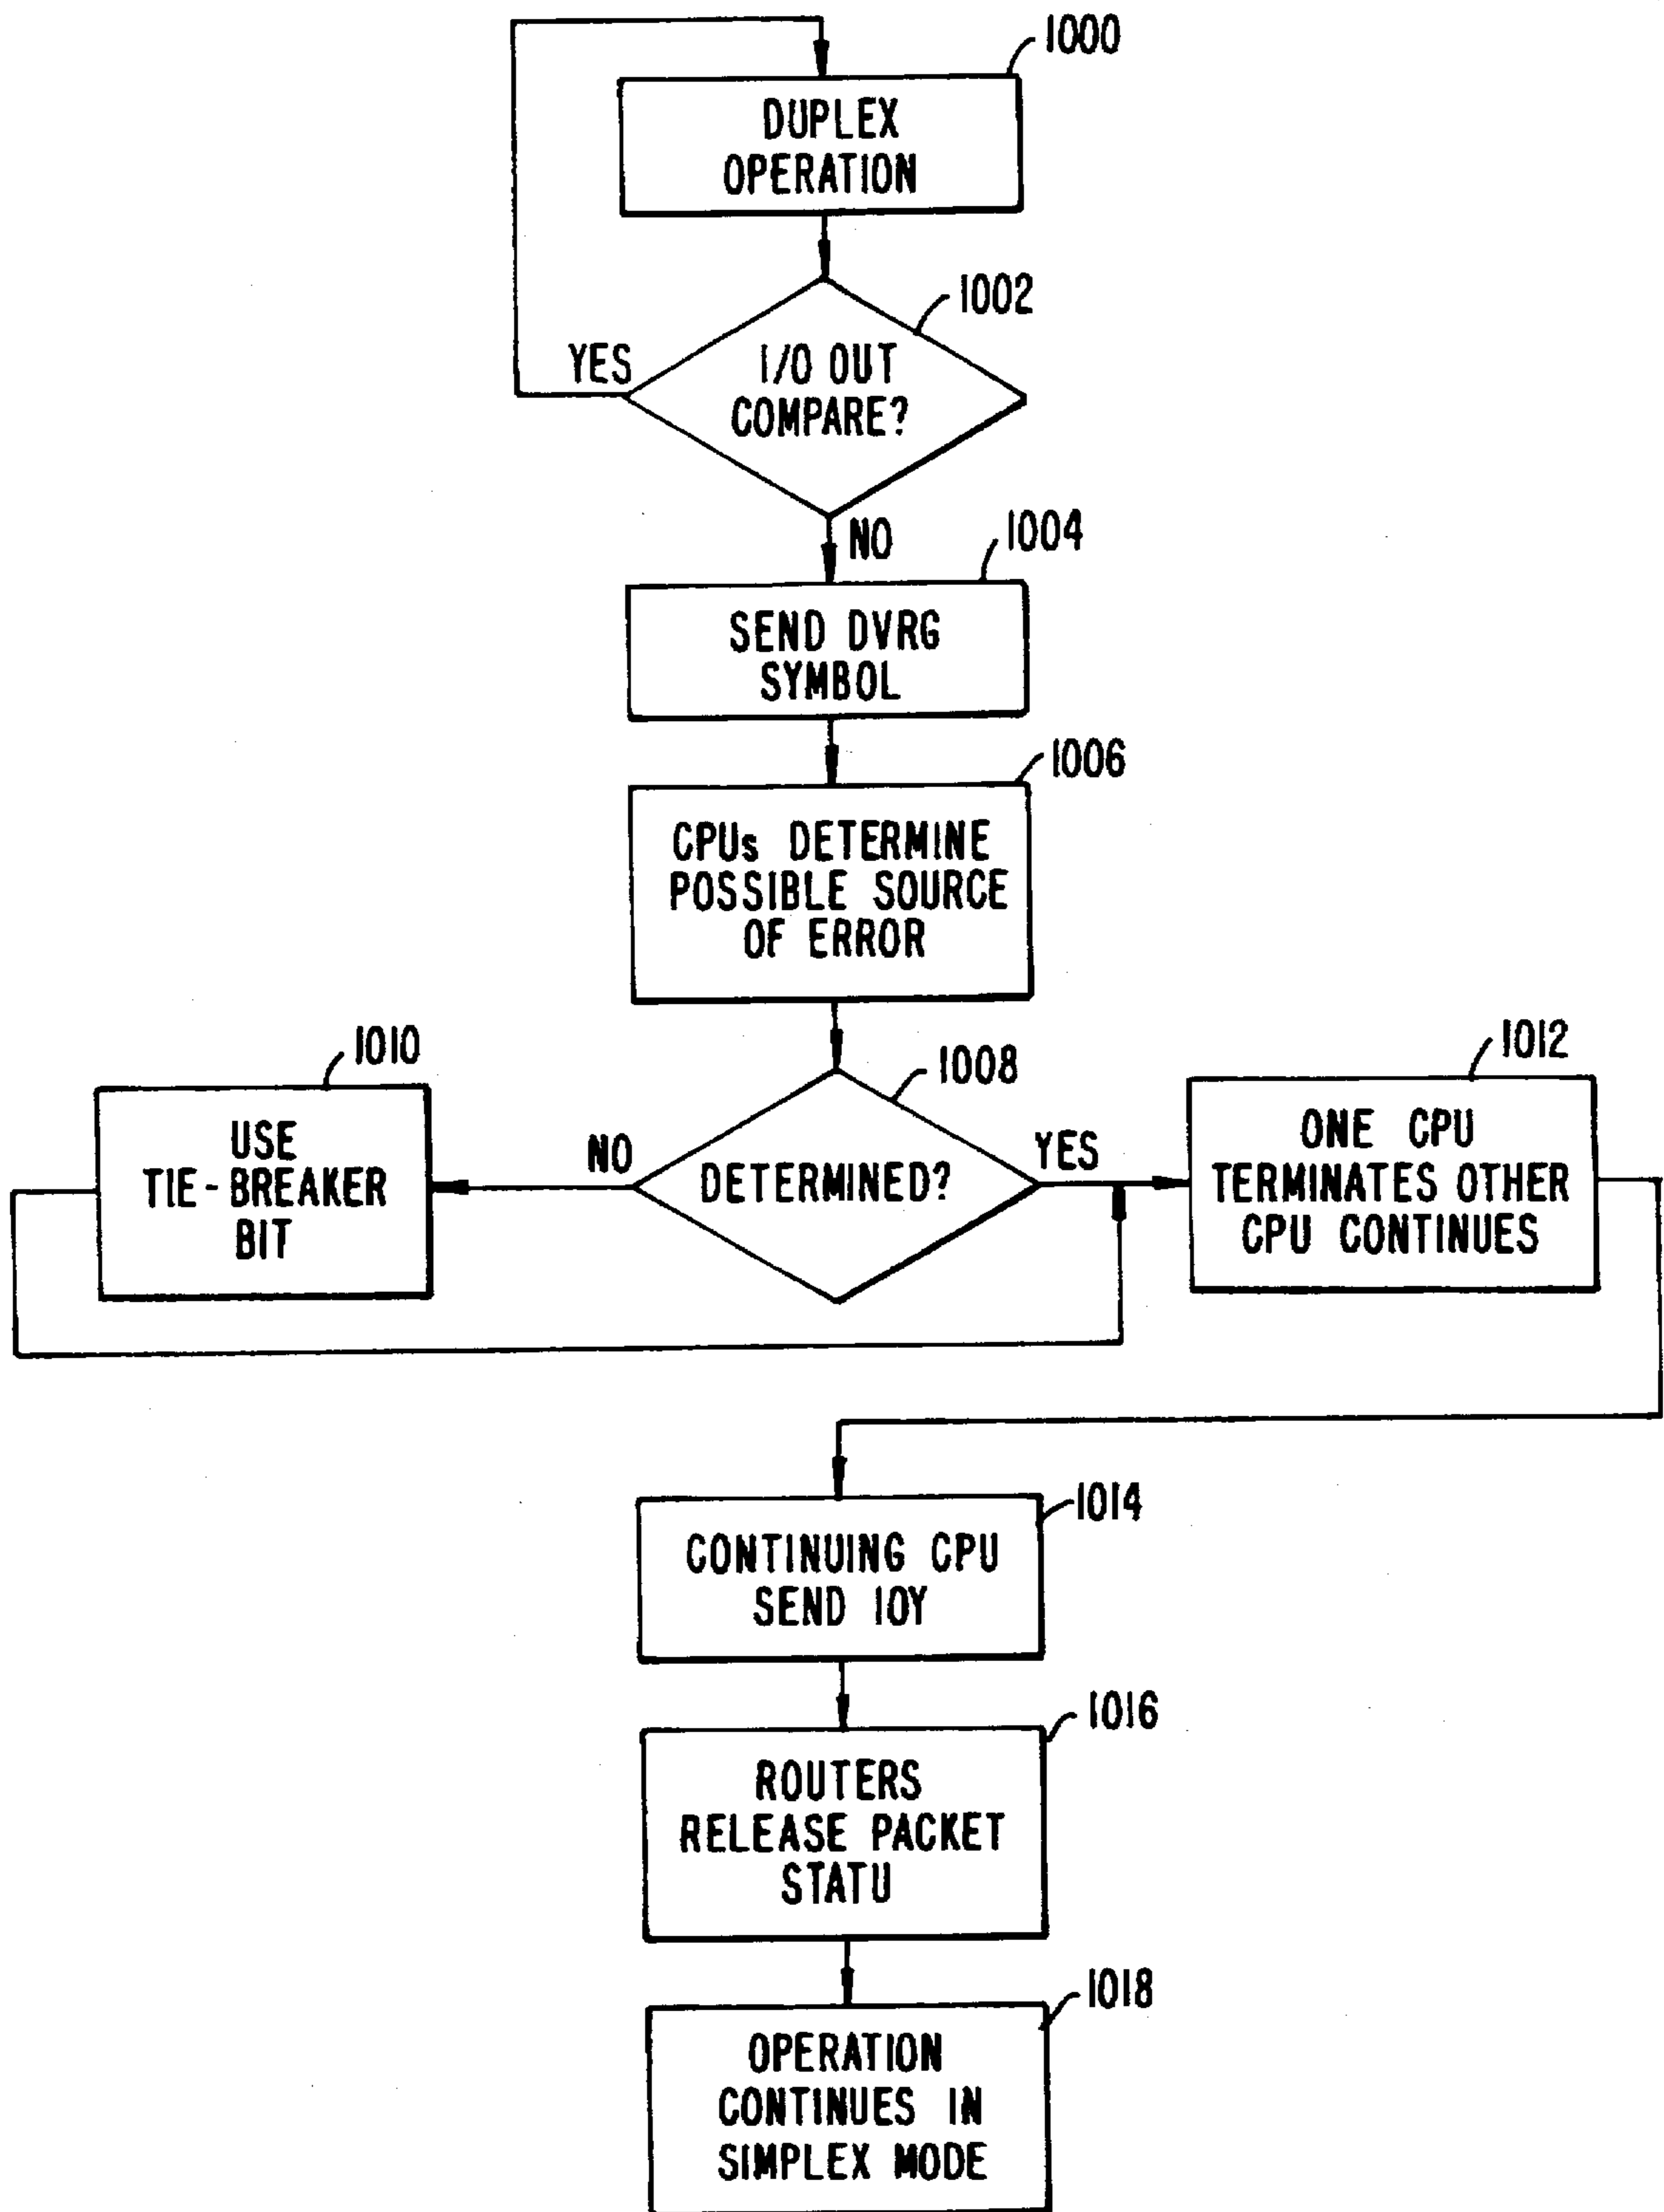 1000
DUPLEX
OPERATION
1002
YES
I/O OUT
COMPARE?
NO
1004
SEND DVRG
SYMBOL
1006
CPUs DETERMINE
POSSIBLE SOURCE
OF ERROR
1010
USE
TIE-BREAKER
BIT
1008
NO
DETERMINED?
YES
1012
ONE CPU
TERMINATES OTHER
CPU CONTINUES
1014
CONTINUING CPU
SEND IOY
1016
ROUTERS
RELEASE PACKET
STATU
1018
OPERATION
CONTINUES IN
SIMPLEX MODE